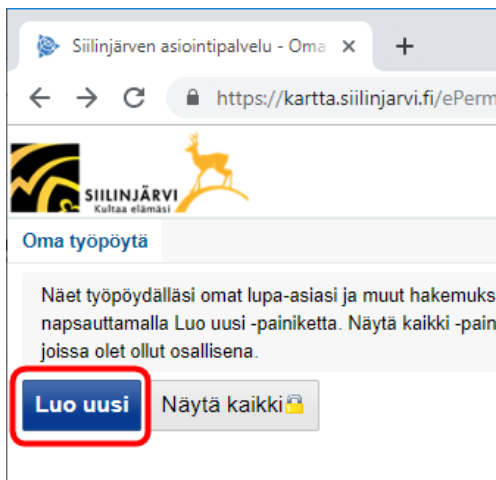 Siilinjärven asiointipalvelu - Oma
https://kartta.siilinjarvi.fi/ePerm
SIILINJÄRVI
Kultaa elämäsi
Oma työpöytä
Näet työpöydälläsi omat lupa-asiasi ja muut hakemuks
napsauttamalla Luo uusi -painiketta. Näytä kaikki -pain
joissa olet ollut osallisena.
Luo uusi Näytä kaikki